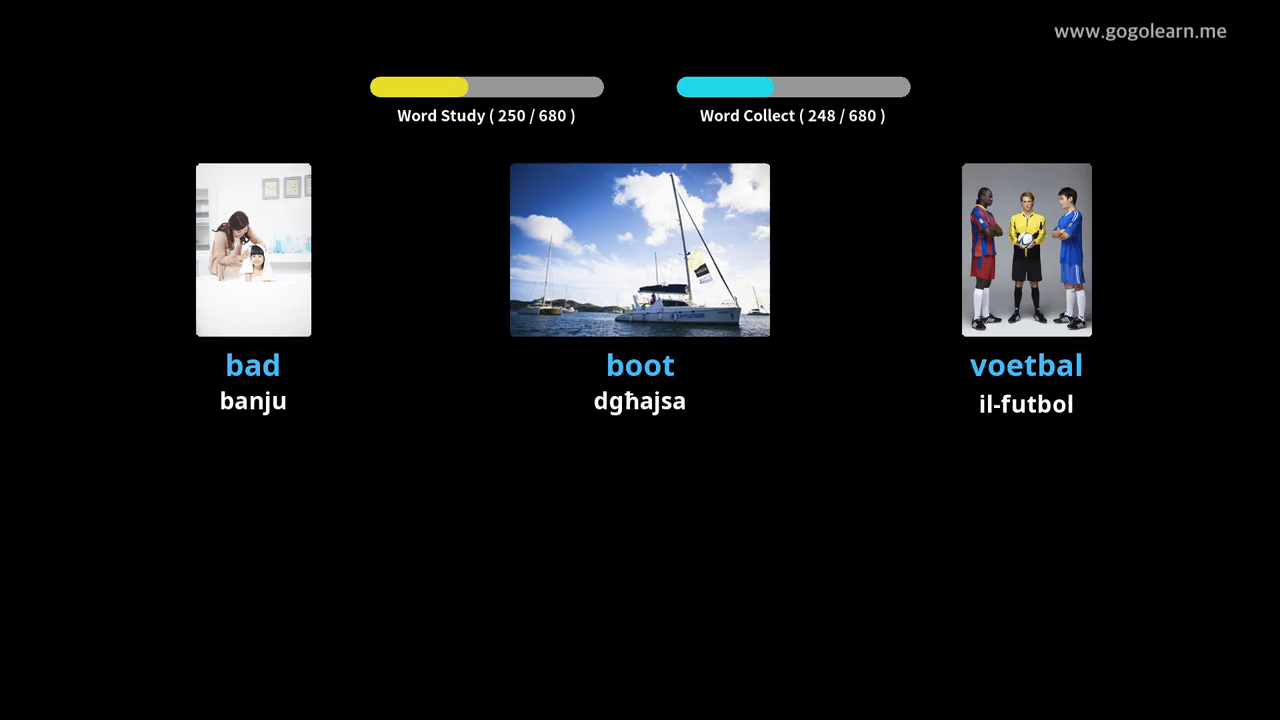 www.gogolearn.me
Word Study ( 250 / 680 )
Word Collect ( 248 / 680 )
bad
banju
boot
dgħajsa
voetbal
il-futbol